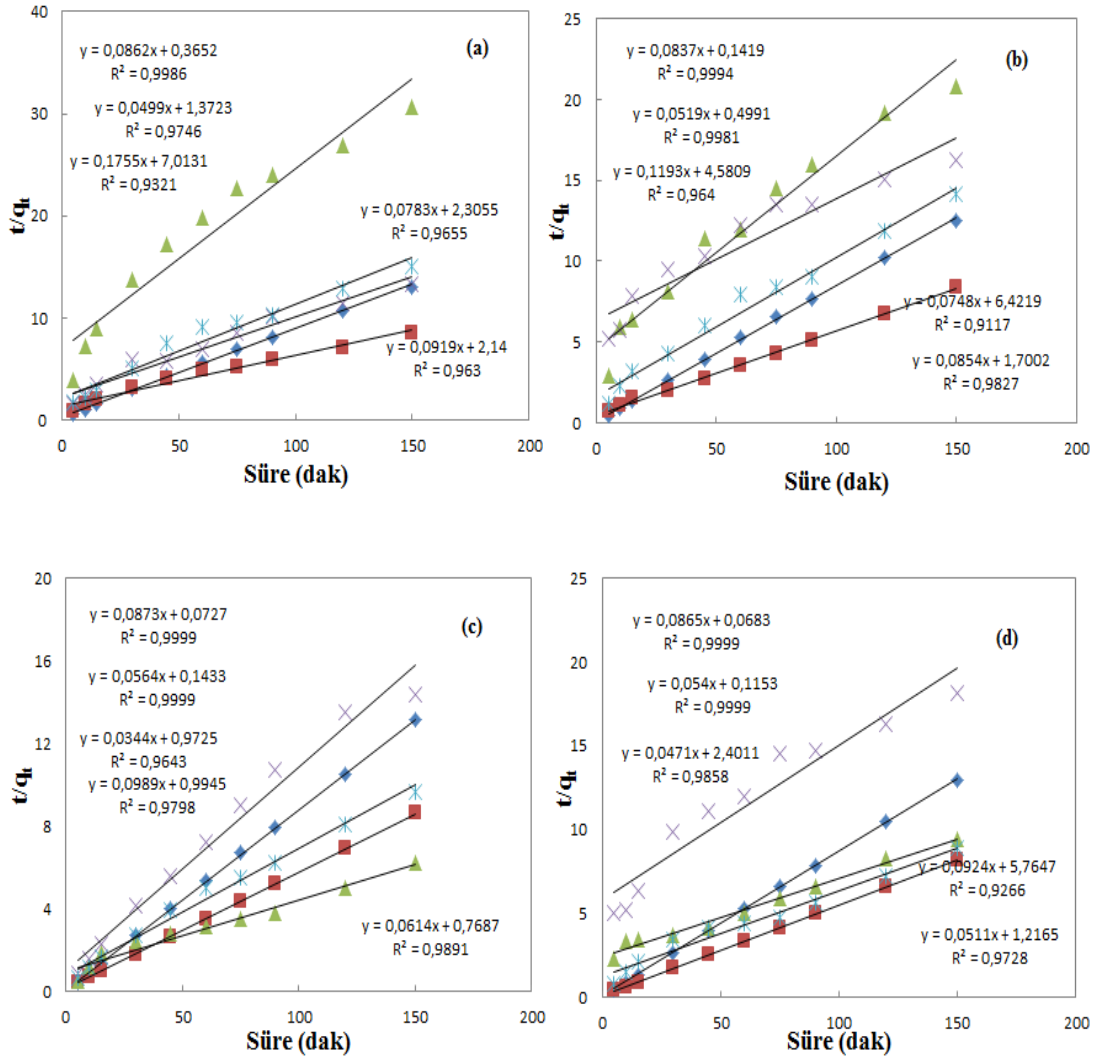 40
30
20
10
0
t/qt
y = 0,0862x + 0,3652
R² = 0,9986
y = 0,0499x + 1,3723
R² = 0,9746
y = 0,1755x + 7,0131
R² = 0,9321
(a)
y = 0,0783x + 2,3055
R² = 0,9655
y = 0,0919x + 2,14
R² = 0,963
0 50 100 150 200
Süre (dak)
25
20
15
10
5
0
t/qt
y = 0,0837x + 0,1419
R² = 0,9994
y = 0,0519x + 0,4991
R² = 0,9981
y = 0,1193x + 4,5809
R² = 0,964
(b)
y = 0,0748x + 6,4219
R² = 0,9117
y = 0,0854x + 1,7002
R² = 0,9827
0 50 100 150 200
Süre (dak)
20
16
12
8
4
0
t/qt
y = 0,0873x + 0,0727
R² = 0,9999
y = 0,0564x + 0,1433
R² = 0,9999
y = 0,0344x + 0,9725
R² = 0,9643
y = 0,0989x + 0,9945
R² = 0,9798
(c)
y = 0,0614x + 0,7687
R² = 0,9891
0 50 100 150 200
Süre (dak)
25
20
15
10
5
0
t/qt
y = 0,0865x + 0,0683
R² = 0,9999
y = 0,054x + 0,1153
R² = 0,9999
y = 0,0471x + 2,4011
R² = 0,9858
(d)
y = 0,0924x + 5,7647
R² = 0,9266
y = 0,0511x + 1,2165
R² = 0,9728
0 50 100 150 200
Süre (dak)